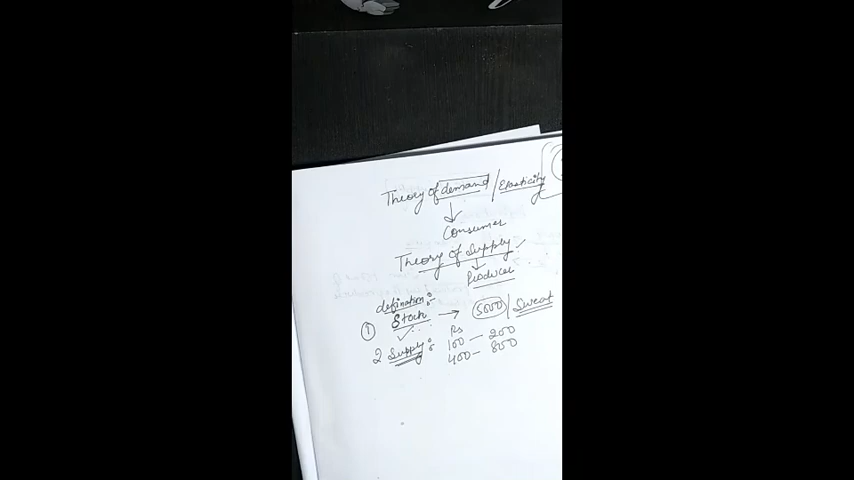 Theory of demand / Elasticity
Consumer
Theory of Supply
Producer
defination:
① Stock → 5000 / Sweat
Rs
2 Supply: 100 — 200
400 — 800